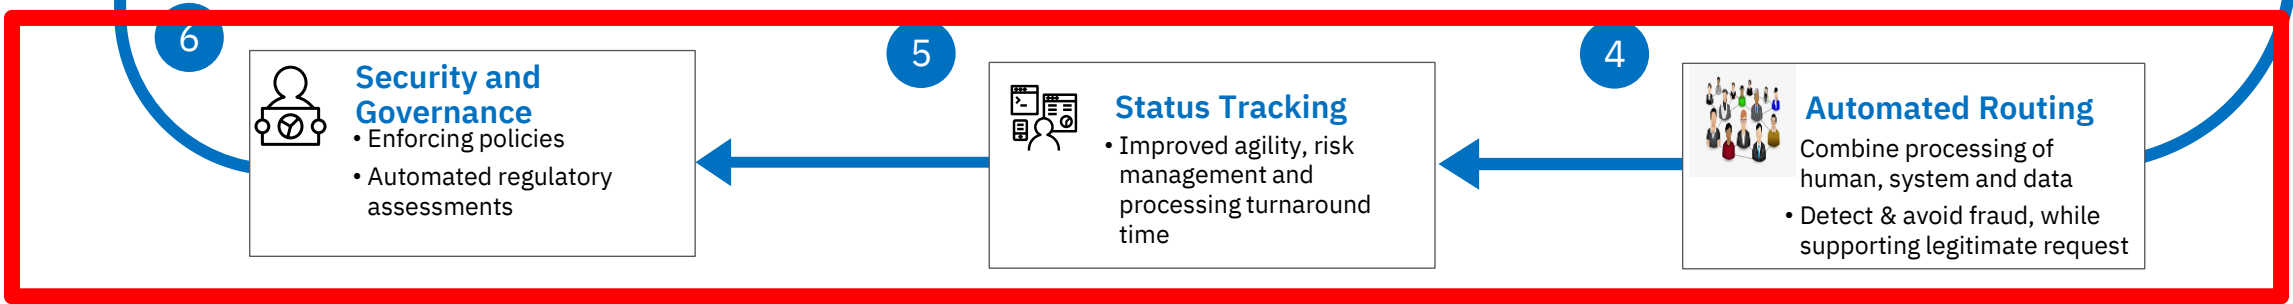 6
Security and
Governance
• Enforcing policies
• Automated regulatory
assessments
5
Status Tracking
• Improved agility, risk
management and
processing turnaround
time
4
Automated Routing
Combine processing of
human, system and data
• Detect & avoid fraud, while
supporting legitimate request